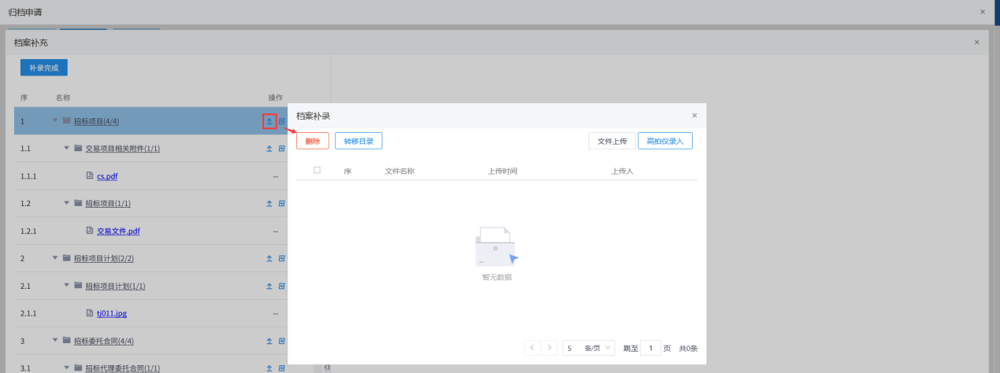 归档申请
档案补充
补录完成
序 名称 操作
1 招标项目(4/4)
1.1 交易项目相关附件(1/1)
1.1.1 cs.pdf --
1.2 招标项目(1/1)
1.2.1 交易文件.pdf --
2 招标项目计划(2/2)
2.1 招标项目计划(1/1)
2.1.1 tj011.jpg --
3 招标委托合同(4/4)
3.1 招标代理委托合同(1/1)
档案补录
删除 转移目录 文件上传 高拍仪录入
序 文件名称 上传时间 上传人
暂无数据
5 条/页 跳至 1 页 共0条